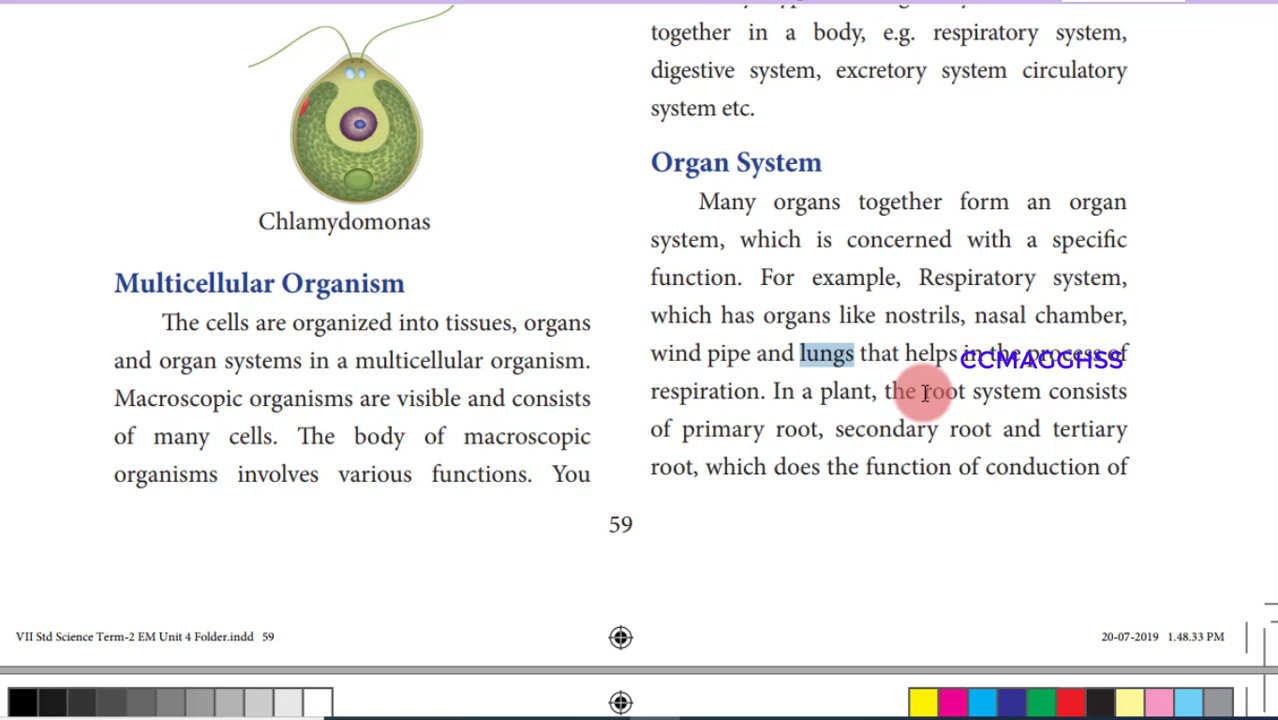 Chlamydomonas
Multicellular Organism
The cells are organized into tissues, organs
and organ systems in a multicellular organism.
Macroscopic organisms are visible and consists
of many cells. The body of macroscopic
organisms involves various functions. You
together in a body, e.g. respiratory system,
digestive system, excretory system circulatory
system etc.
Organ System
Many organs together form an organ
system, which is concerned with a specific
function. For example, Respiratory system,
which has organs like nostrils, nasal chamber,
wind pipe and lungs that helps in the process of
CCMAGGHSS
respiration. In a plant, the root system consists
of primary root, secondary root and tertiary
root, which does the function of conduction of
59
VII Std Science Term-2 EM Unit 4 Folder.indd 59
20-07-2019 1.48.33 PM